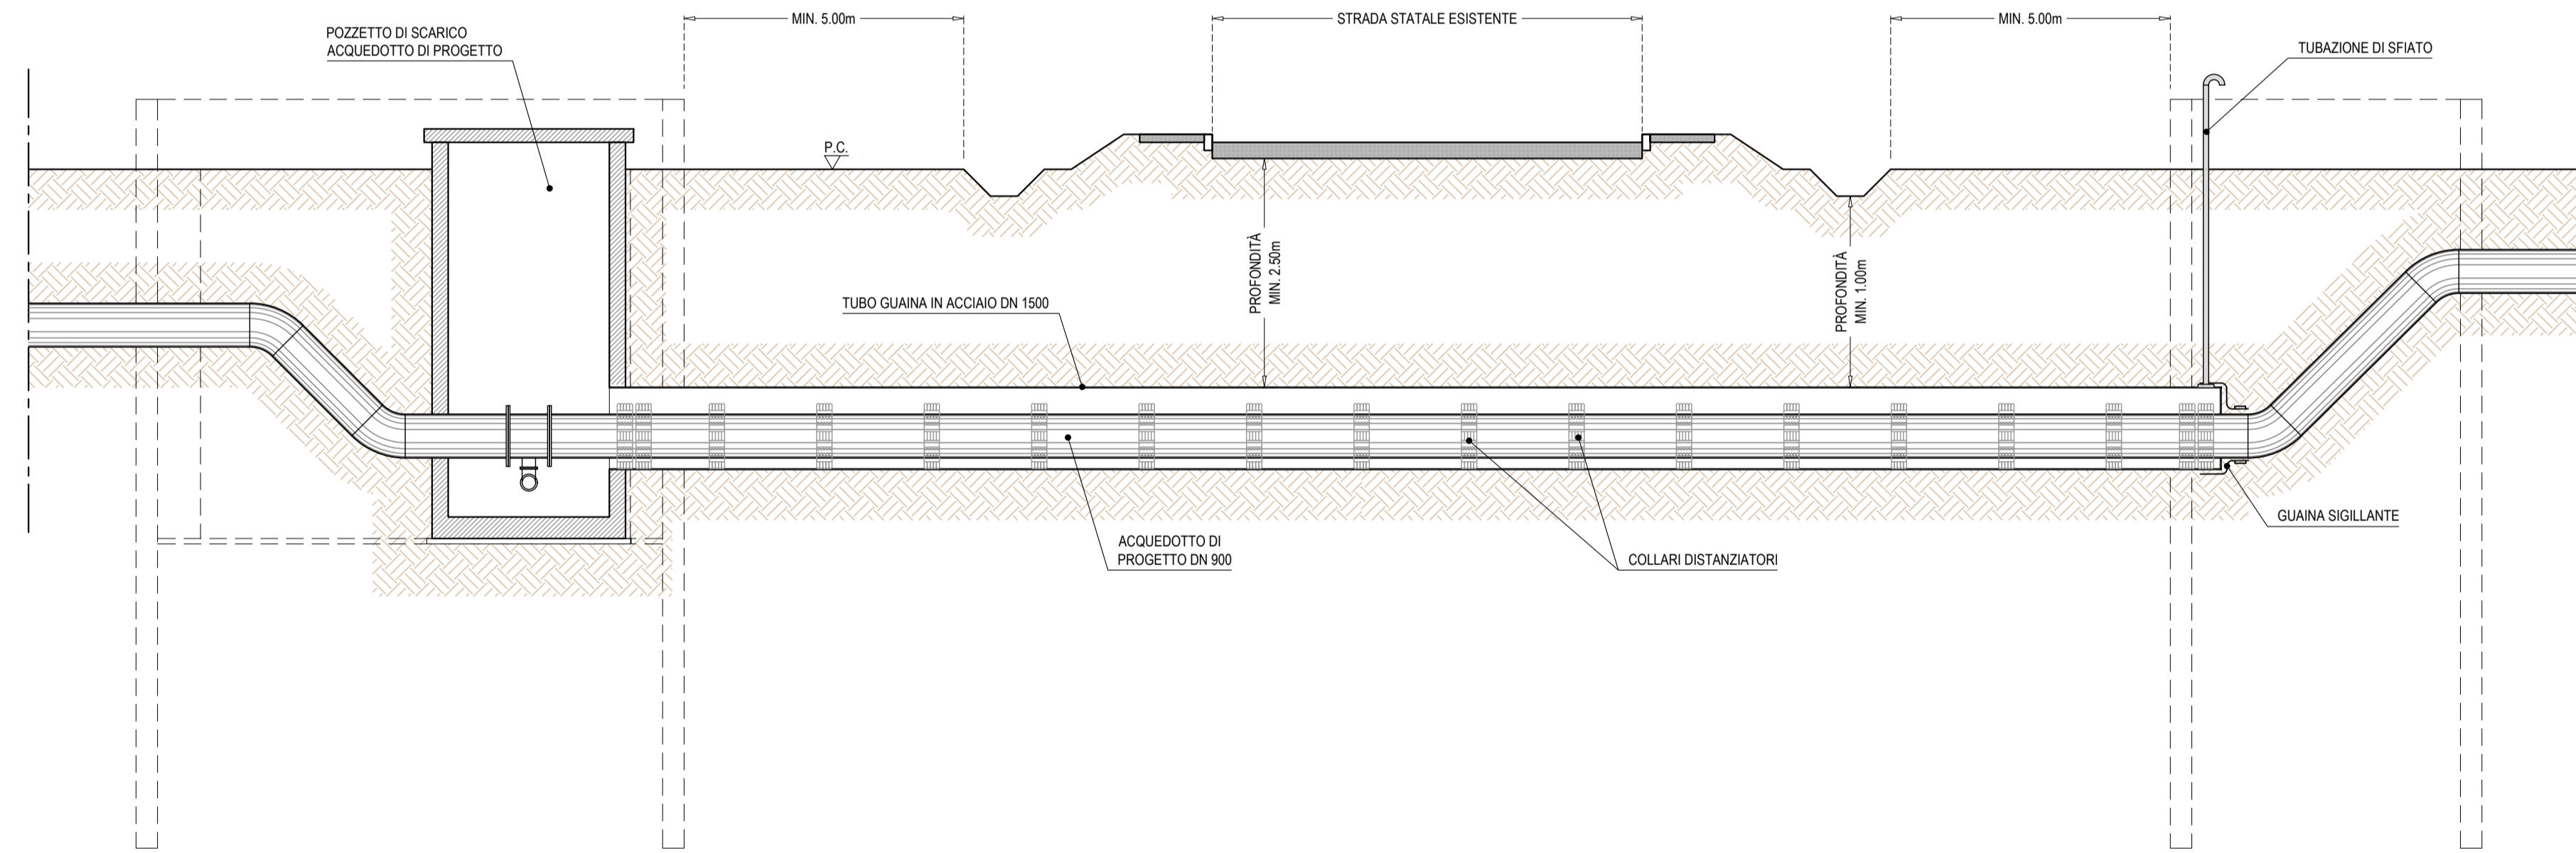 MIN. 5.00m
STRADA STATALE ESISTENTE
MIN. 5.00m
POZZETTO DI SCARICO
ACQUEDOTTO DI PROGETTO
TUBAZIONE DI SFIATO
P.C.
PROFONDITÀ
MIN. 2.50m
PROFONDITÀ
MIN. 1.00m
TUBO GUAINA IN ACCIAIO DN 1500
GUAINA SIGILLANTE
ACQUEDOTTO DI
PROGETTO DN 900
COLLARI DISTANZIATORI